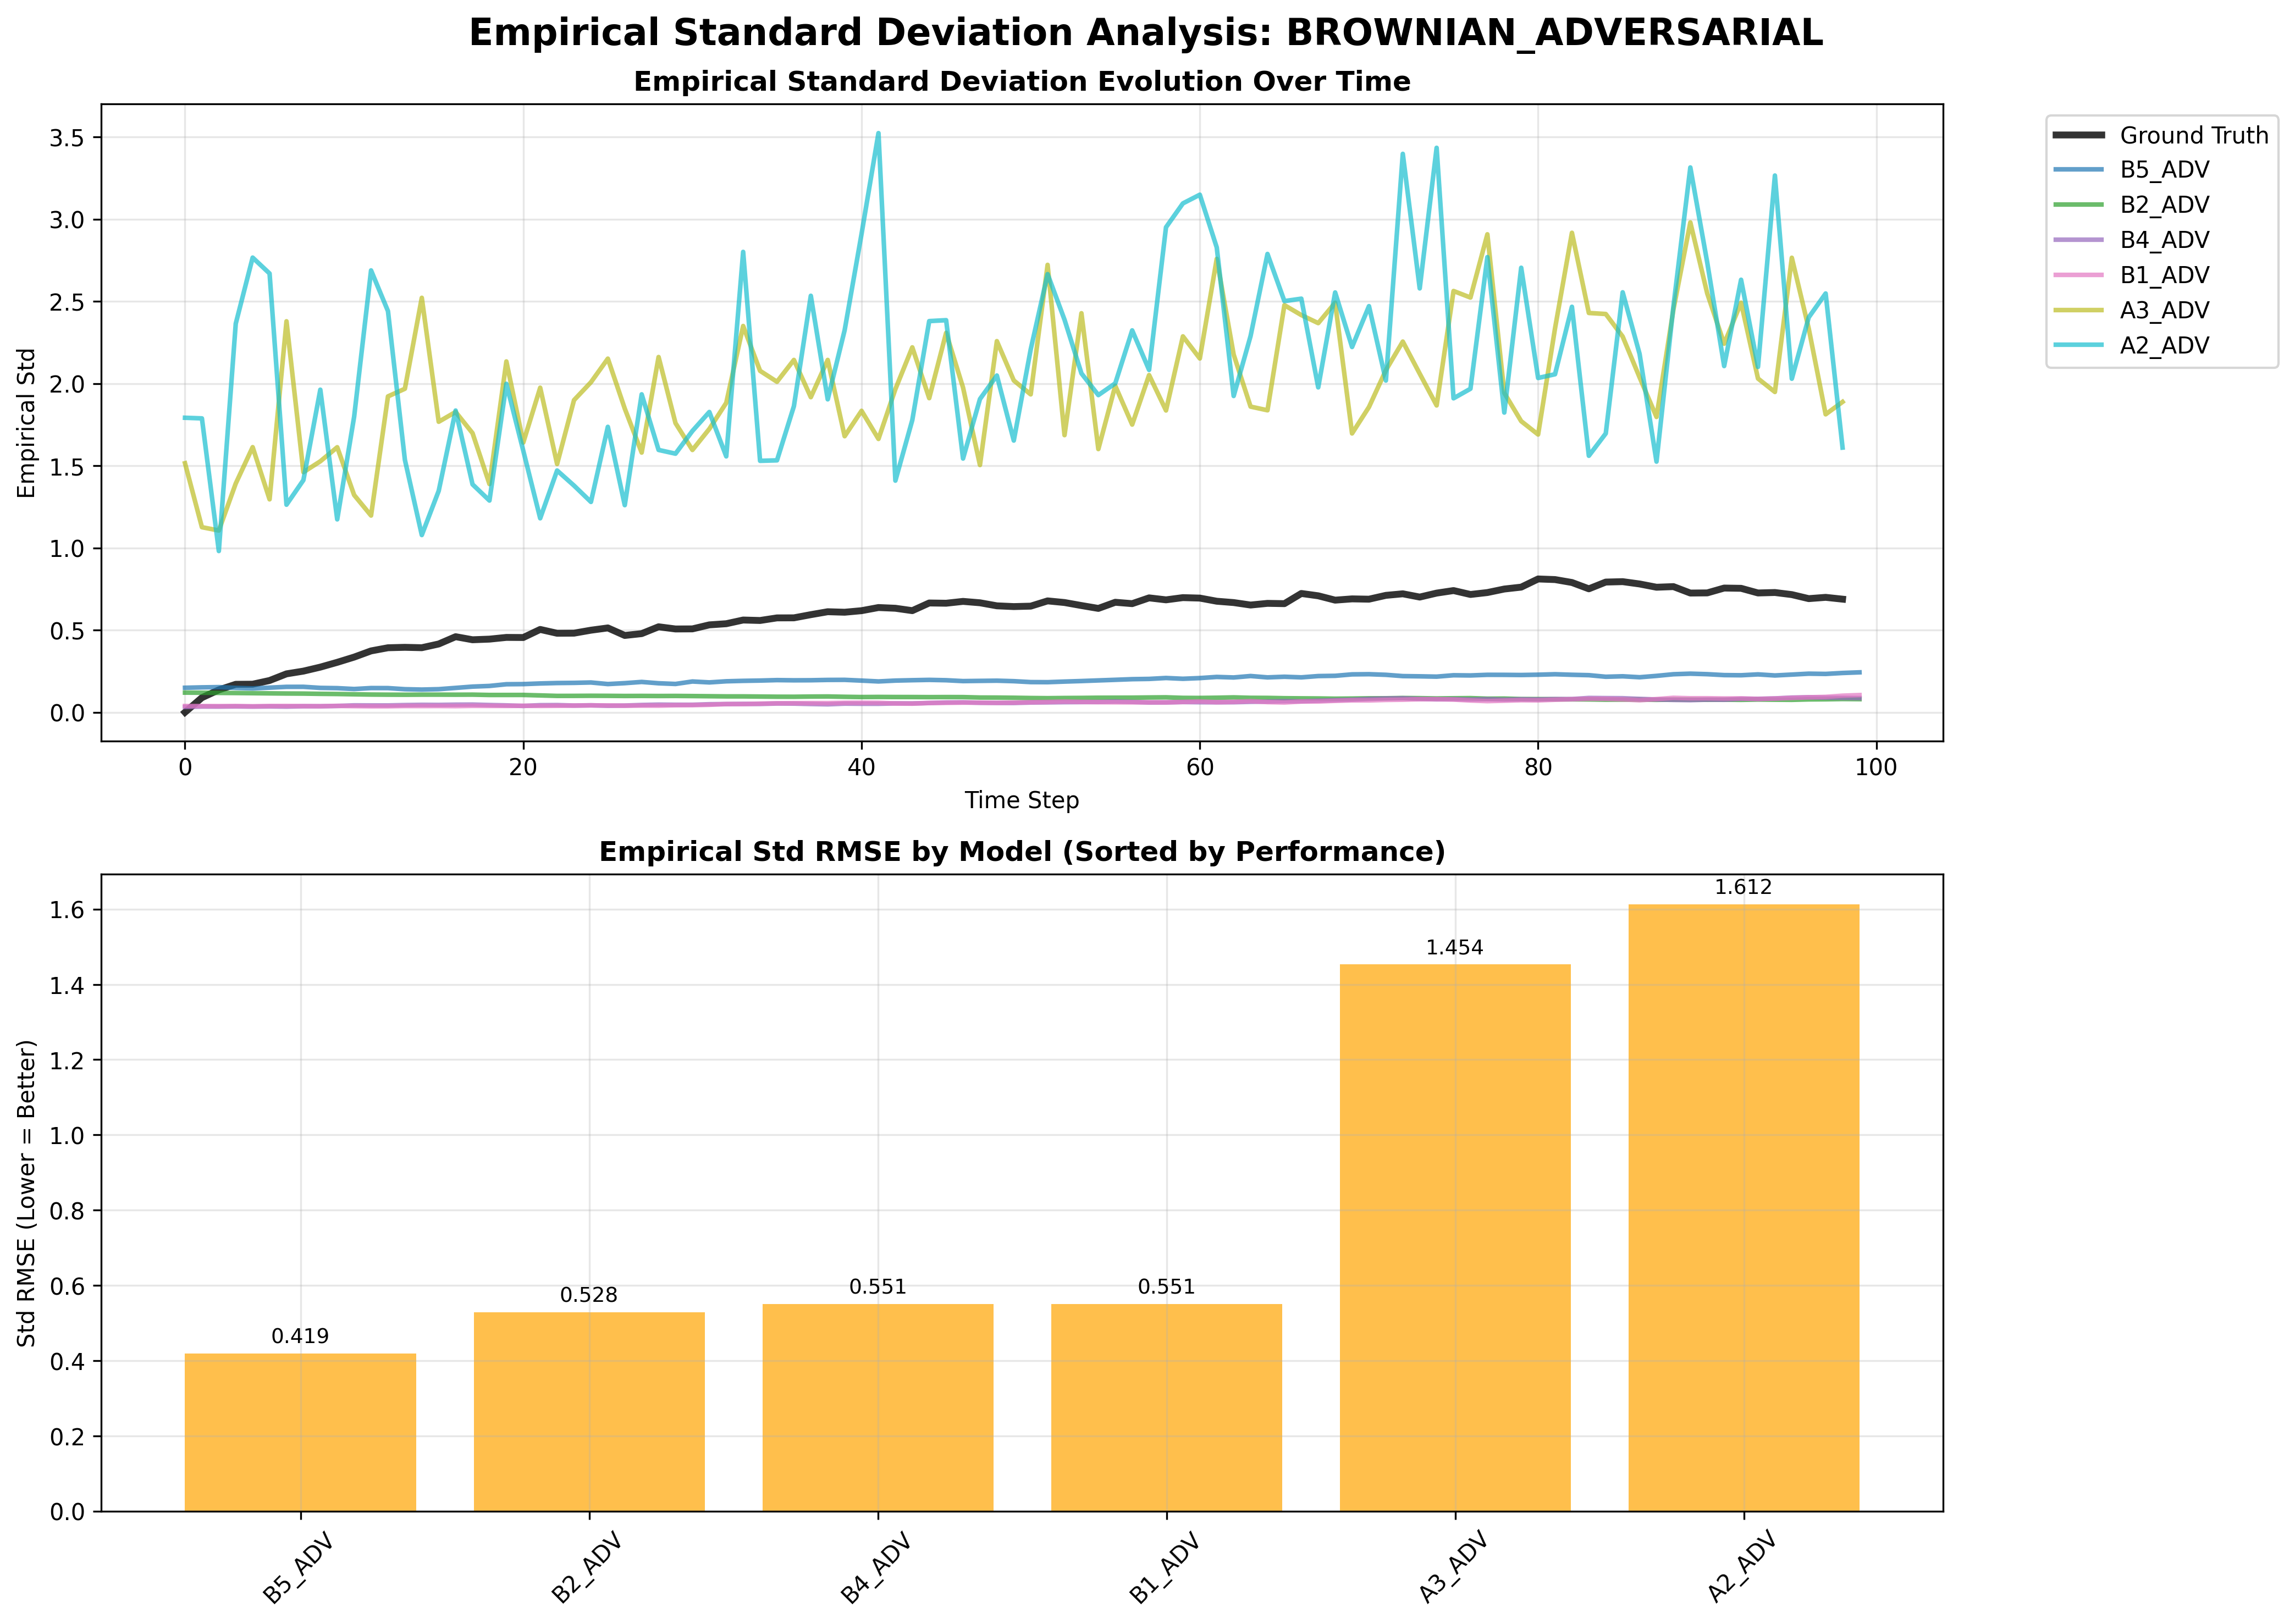 Empirical Standard Deviation Analysis: BROWNIAN_ADVERSARIAL
Empirical Standard Deviation Evolution Over Time
Empirical Std
3.5
3.0
2.5
2.0
1.5
1.0
0.5
0.0
0 20 40 60 80 100
Time Step
Ground Truth
B5_ADV
B2_ADV
B4_ADV
B1_ADV
A3_ADV
A2_ADV
Empirical Std RMSE by Model (Sorted by Performance)
Std RMSE (Lower = Better)
1.6
1.4
1.2
1.0
0.8
0.6
0.4
0.2
0.0
0.419
0.528
0.551
0.551
1.454
1.612
B5_ADV
B2_ADV
B4_ADV
B1_ADV
A3_ADV
A2_ADV